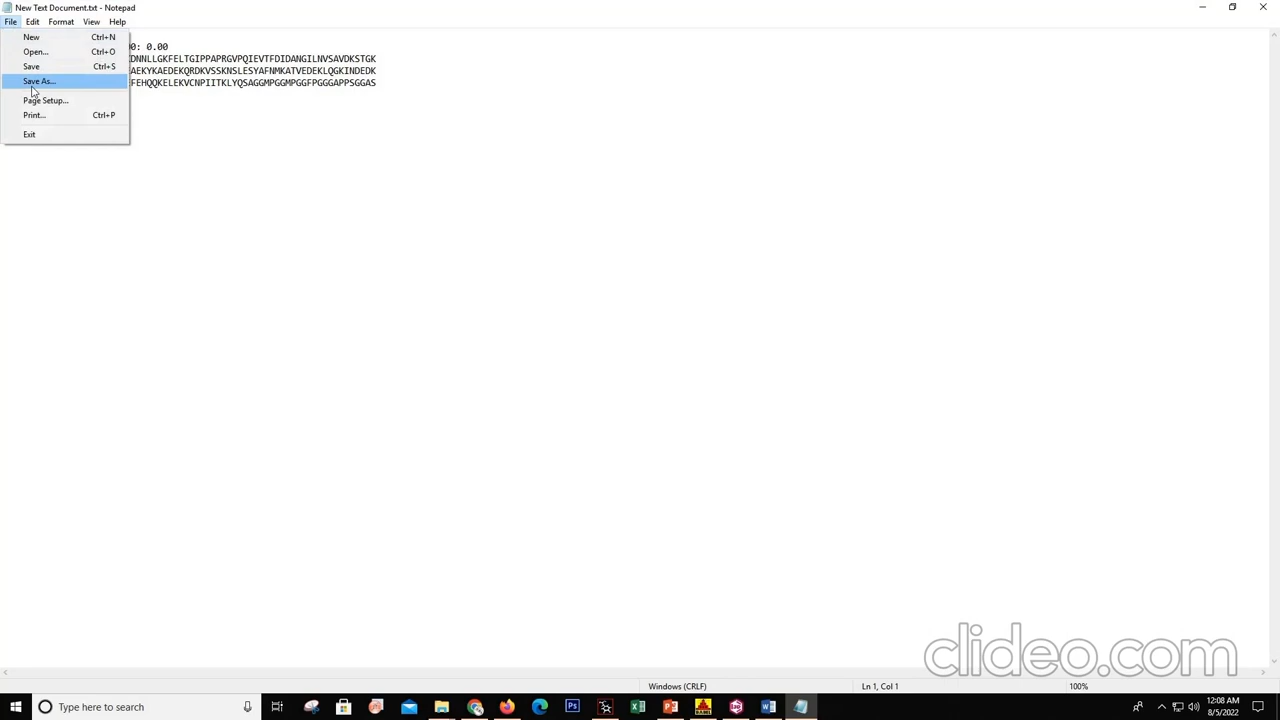 New Text Document.txt - Notepad
File Edit Format View Help
New Ctrl+N
Open... Ctrl+O
Save Ctrl+S
Save As...
Page Setup...
Print... Ctrl+P
Exit
0: 0.00
DNNLLGKFELTGIPPAPRGVPQIEVTFDIDANGILNVSAVDKSTGK
AEKYKAEDEKQRDKVSSKNSLESYAFNMKATVEDEKLQGKINDEDK
FEHQQKELEKVCNPIITKLYQSAGGMPGGMPGGFPGGGAPPSGGAS
clideo.com
Windows (CRLF) Ln 1, Col 1 100%
Type here to search
12:08 AM
8/5/2022